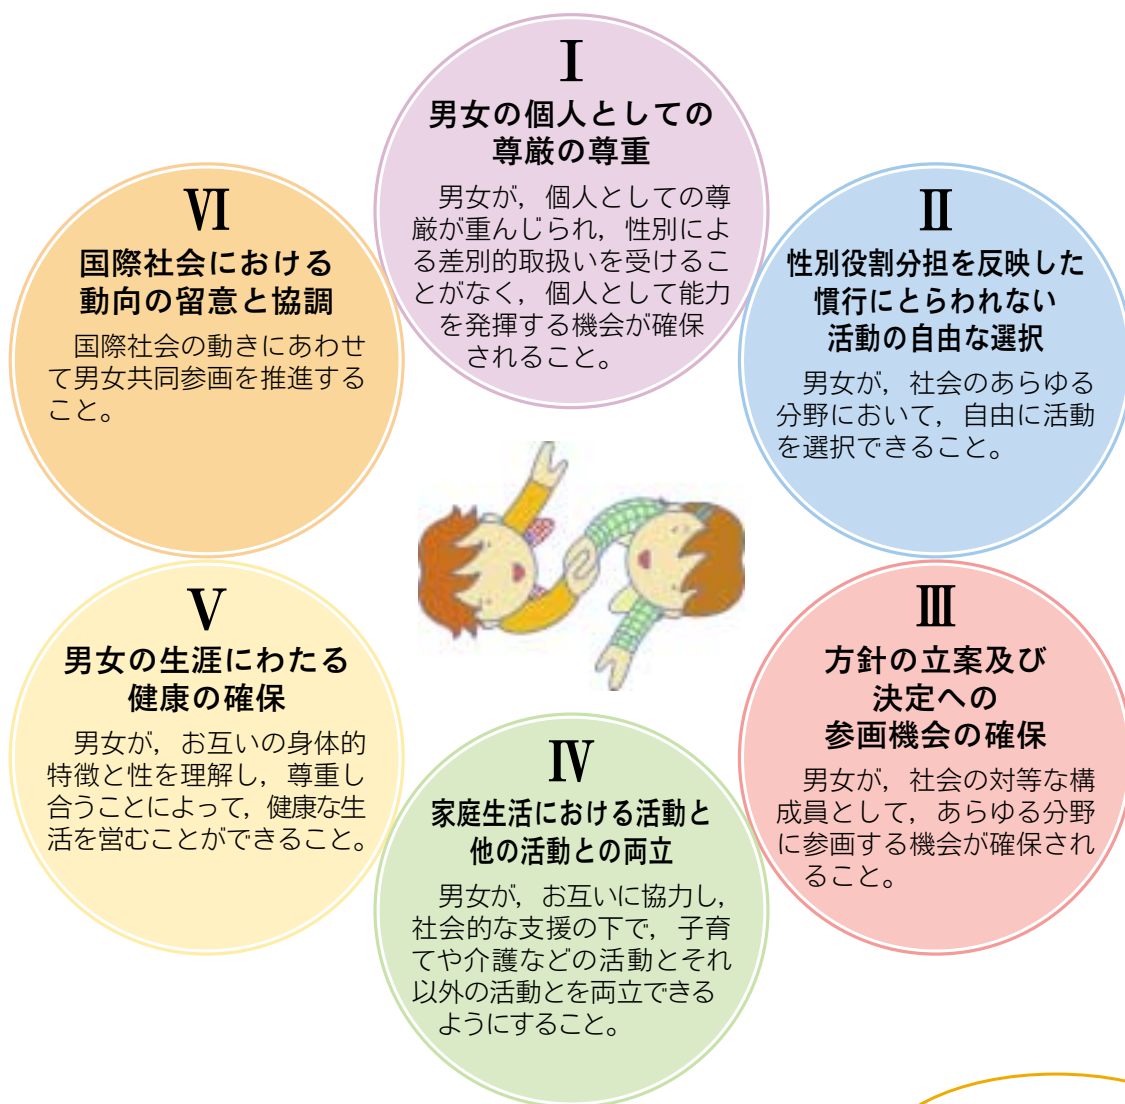 Ⅰ
男女の個人としての
尊厳の尊重
男女が，個人としての尊
厳が重んじられ，性別によ
る差別的取扱いを受けるこ
とがなく，個人として能力
を発揮する機会が確保
されること。
Ⅱ
性別役割分担を反映した
慣行にとらわれない
活動の自由な選択
男女が，社会のあらゆる
分野において，自由に活動
を選択できること。
Ⅲ
方針の立案及び
決定への
参画機会の確保
男女が，社会の対等な構
成員として，あらゆる分野
に参画する機会が確保され
ること。
Ⅳ
家庭生活における活動と
他の活動との両立
男女が，お互いに協力し，
社会的な支援の下で，子育
てや介護などの活動とそれ
以外の活動とを両立できる
ようにすること。
Ⅴ
男女の生涯にわたる
健康の確保
男女が，お互いの身体的
特徴と性を理解し，尊重し
合うことによって，健康な生
活を営むことができること。
Ⅵ
国際社会における
動向の留意と協調
国際社会の動きにあわせ
て男女共同参画を推進する
こと。